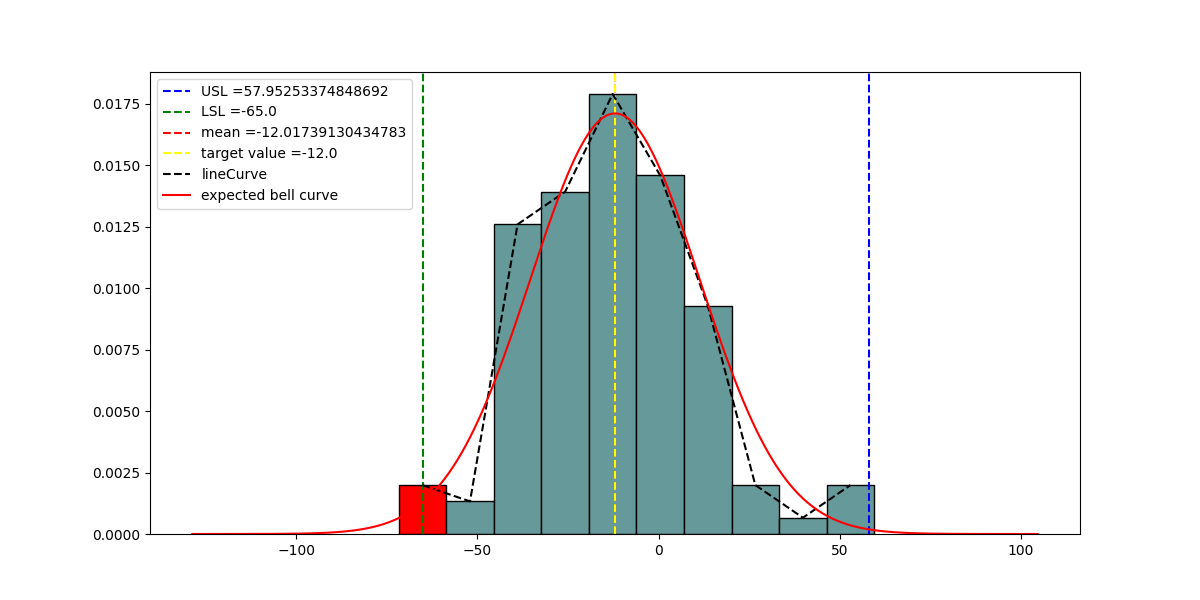 USL =57.95253374848692
LSL =-65.0
mean =-12.01739130434783
target value =-12.0
lineCurve
expected bell curve
0.0175
0.0150
0.0125
0.0100
0.0075
0.0050
0.0025
0.0000
−100
−50
0
50
100